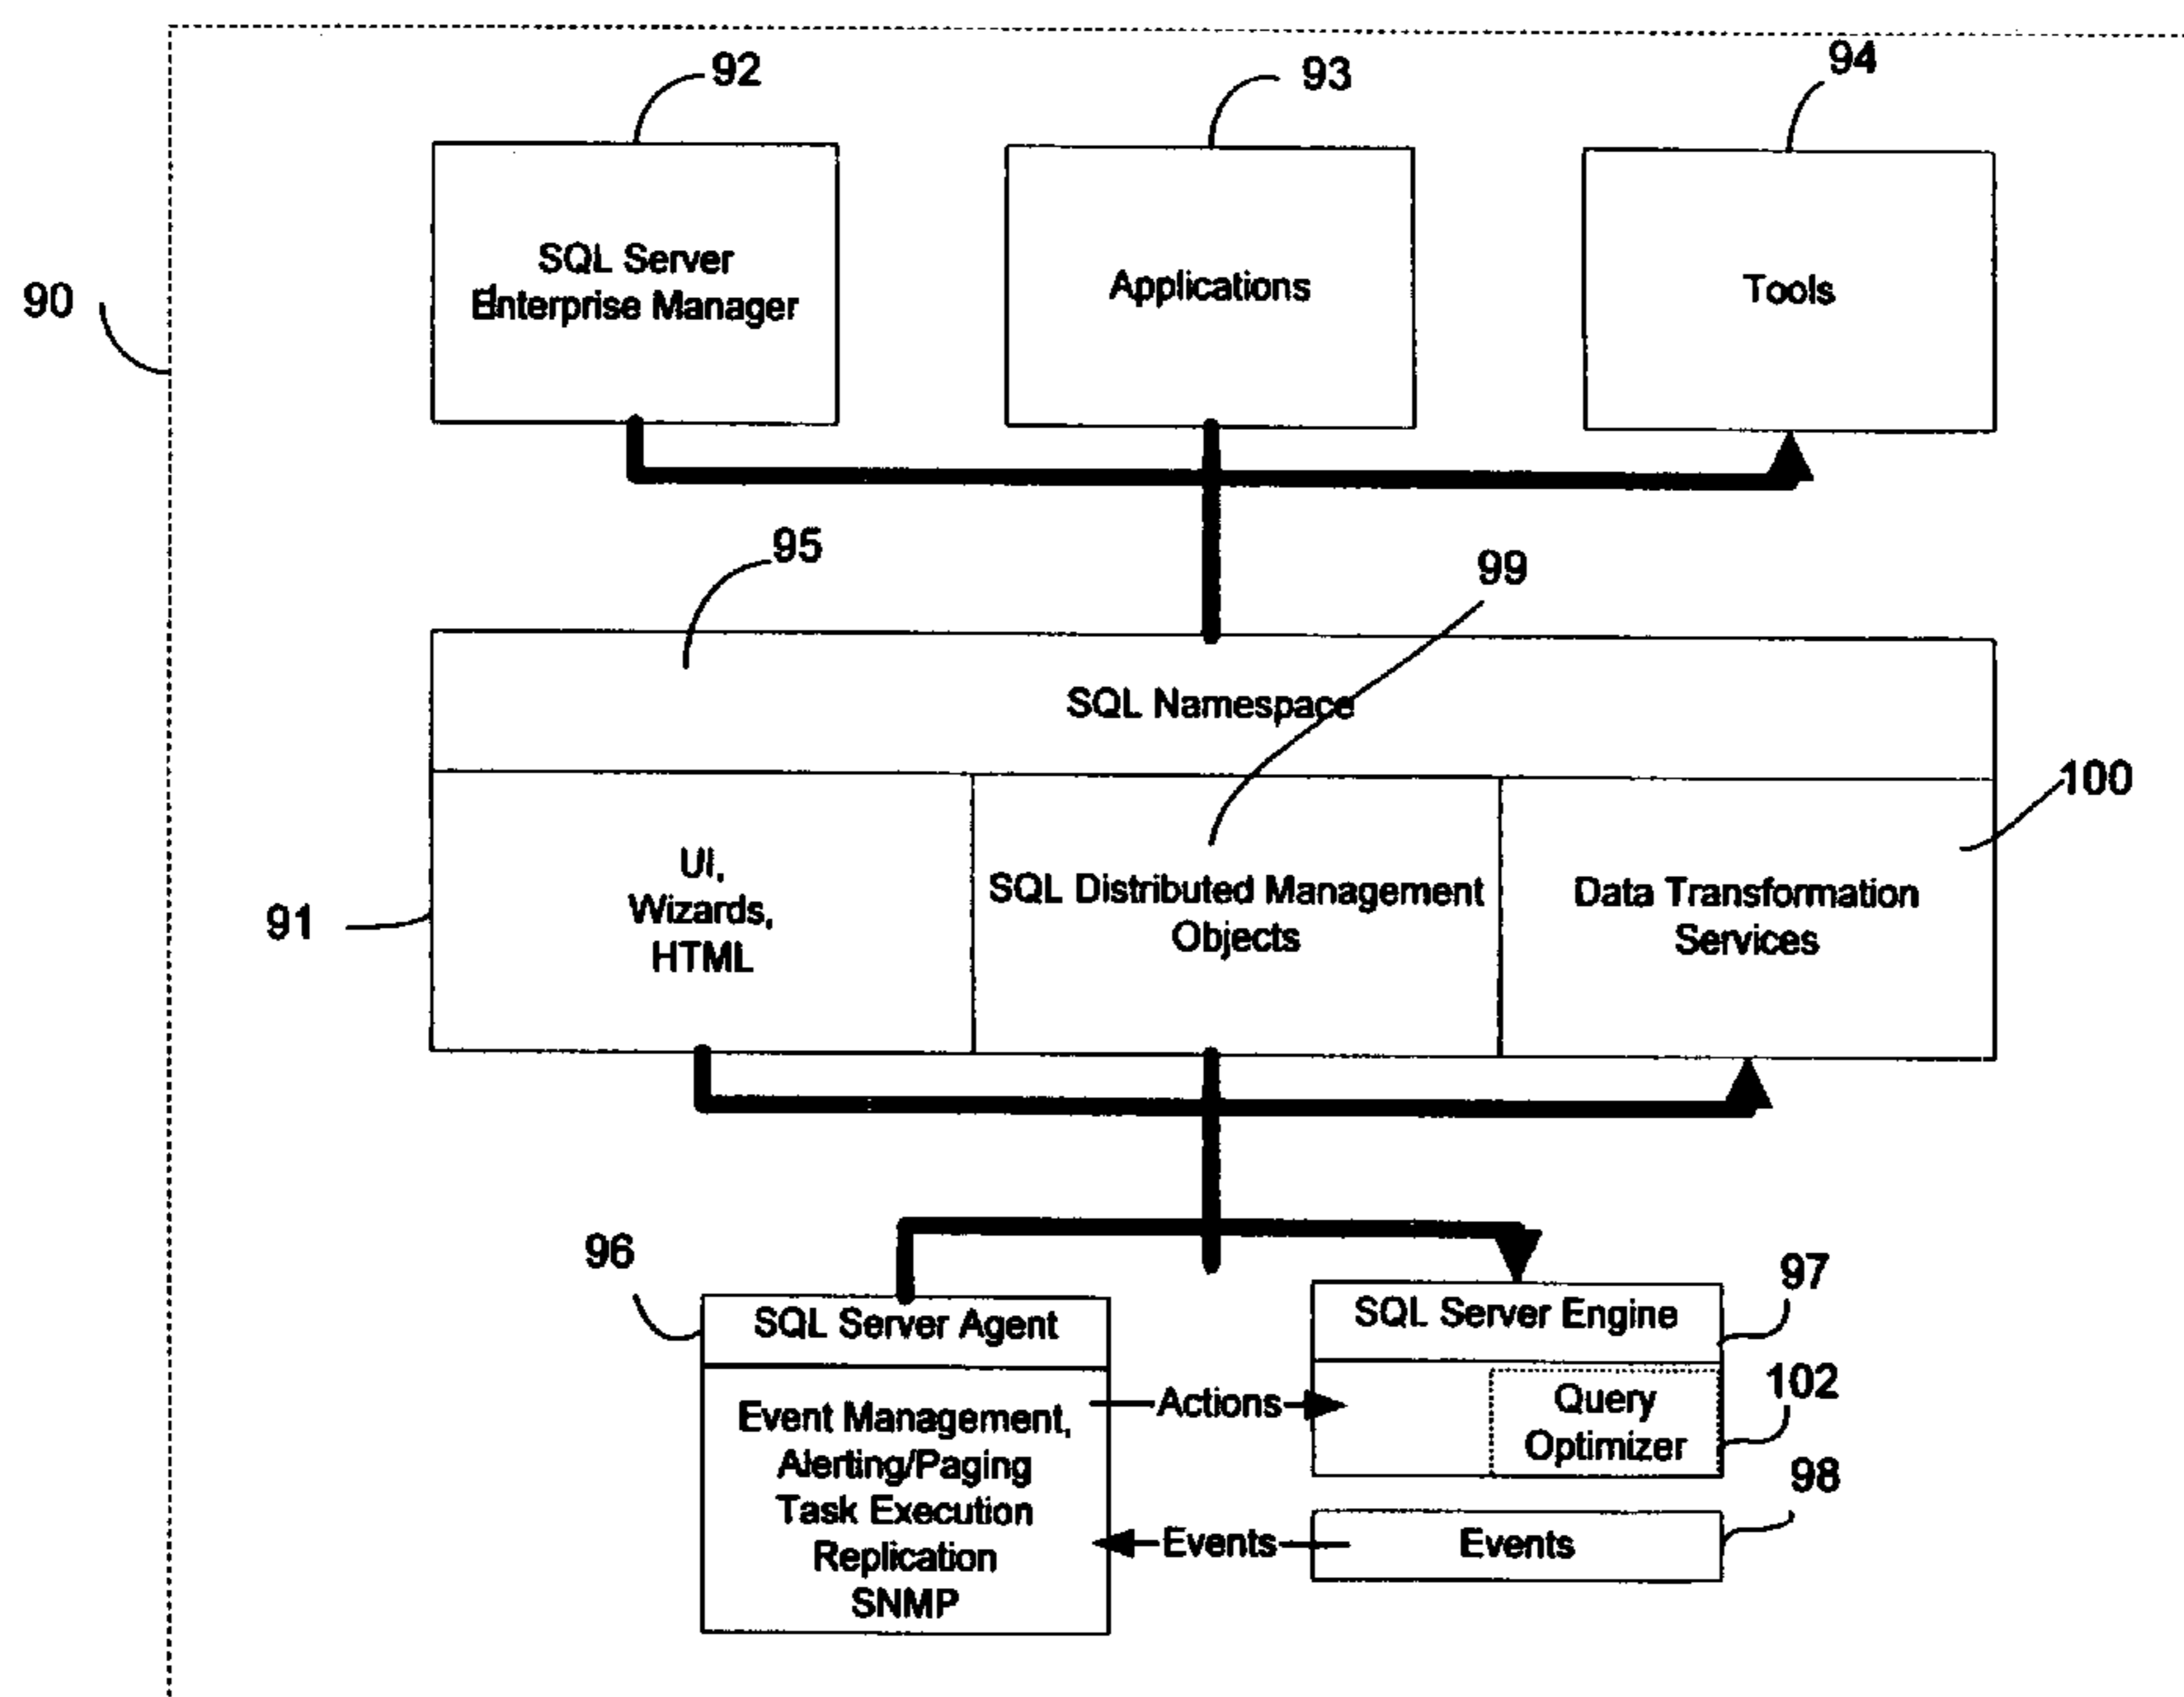 92
93
94
90
SQL Server
Enterprise Manager
Applications
Tools
95
99
SQL Namespace
100
91
UI,
Wizards,
HTML
SQL Distributed Management
Objects
Data Transformation
Services
96
97
SQL Server Agent
SQL Server Engine
102
Event Management,
Alerting/Paging
Task Execution
Replication
SNMP
Actions
Query
Optimizer
98
Events
Events